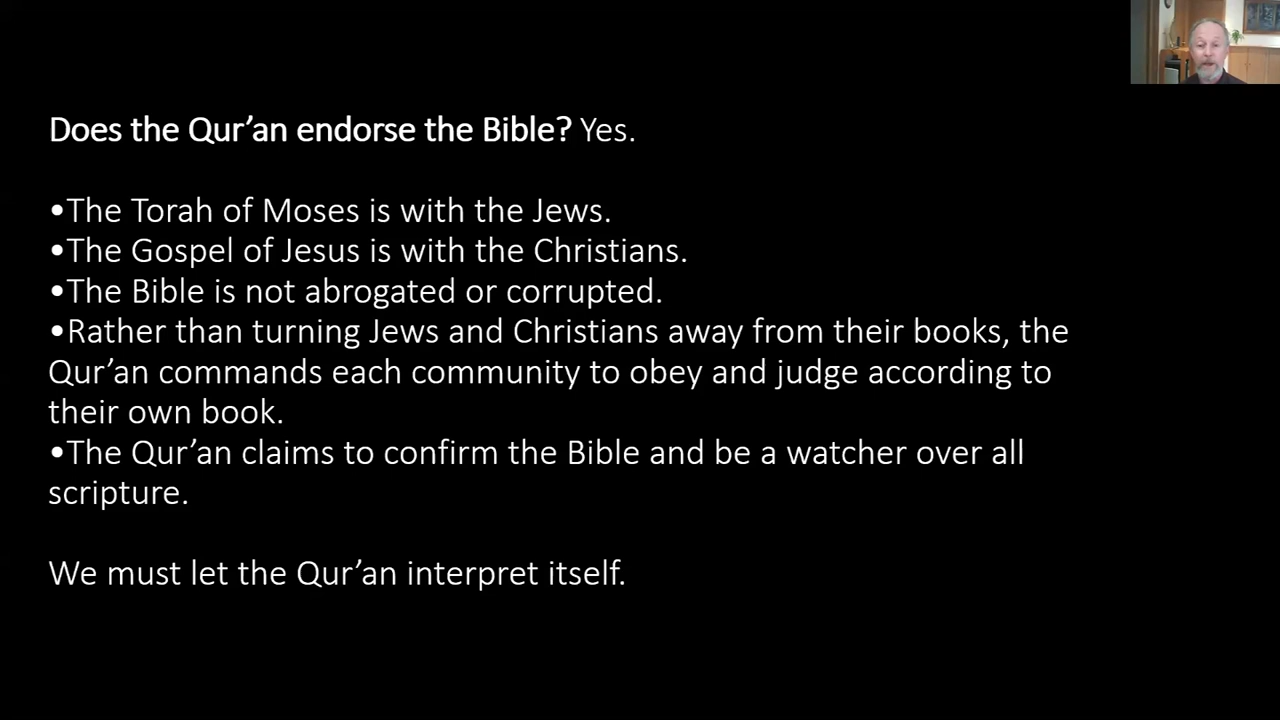 Does the Qur’an endorse the Bible? Yes.
•The Torah of Moses is with the Jews.
•The Gospel of Jesus is with the Christians.
•The Bible is not abrogated or corrupted.
•Rather than turning Jews and Christians away from their books, the
Qur’an commands each community to obey and judge according to
their own book.
•The Qur’an claims to confirm the Bible and be a watcher over all
scripture.
We must let the Qur’an interpret itself.